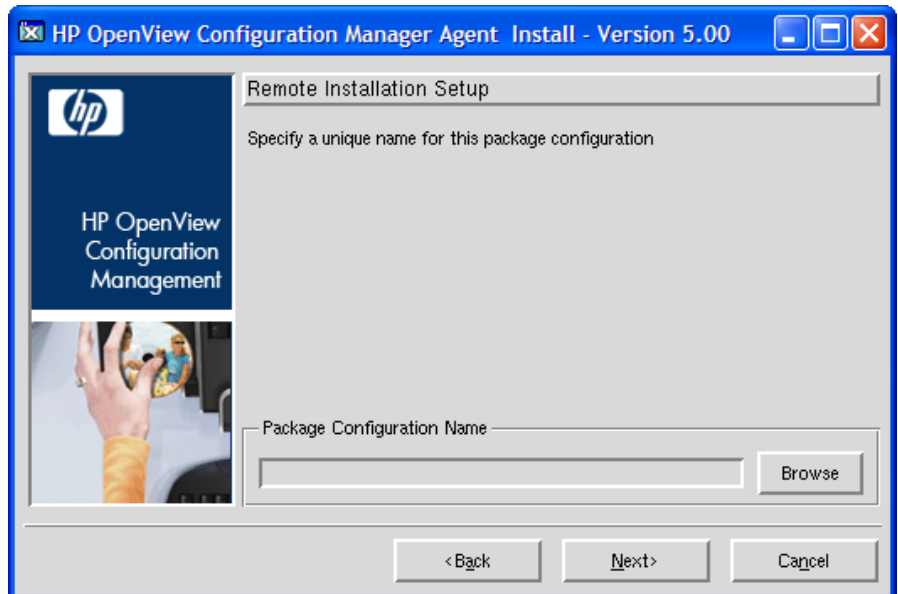 HP OpenView Configuration Manager Agent Install - Version 5.00
hp
Remote Installation Setup
Specify a unique name for this package configuration
HP OpenView
Configuration
Management
Package Configuration Name
Browse
<Back
Next>
Cancel